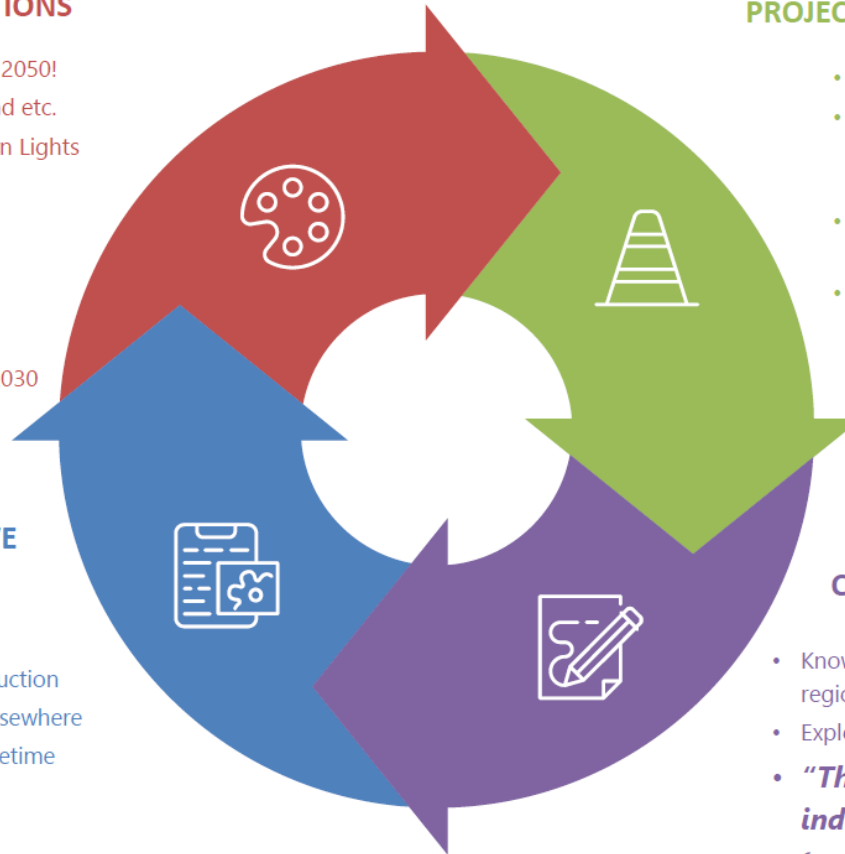 IONS
2050!
d etc.
n Lights
030
PROJEC
E
uction
sewhere
etime
C
• Know
regio
• Explo
• “Th
ind